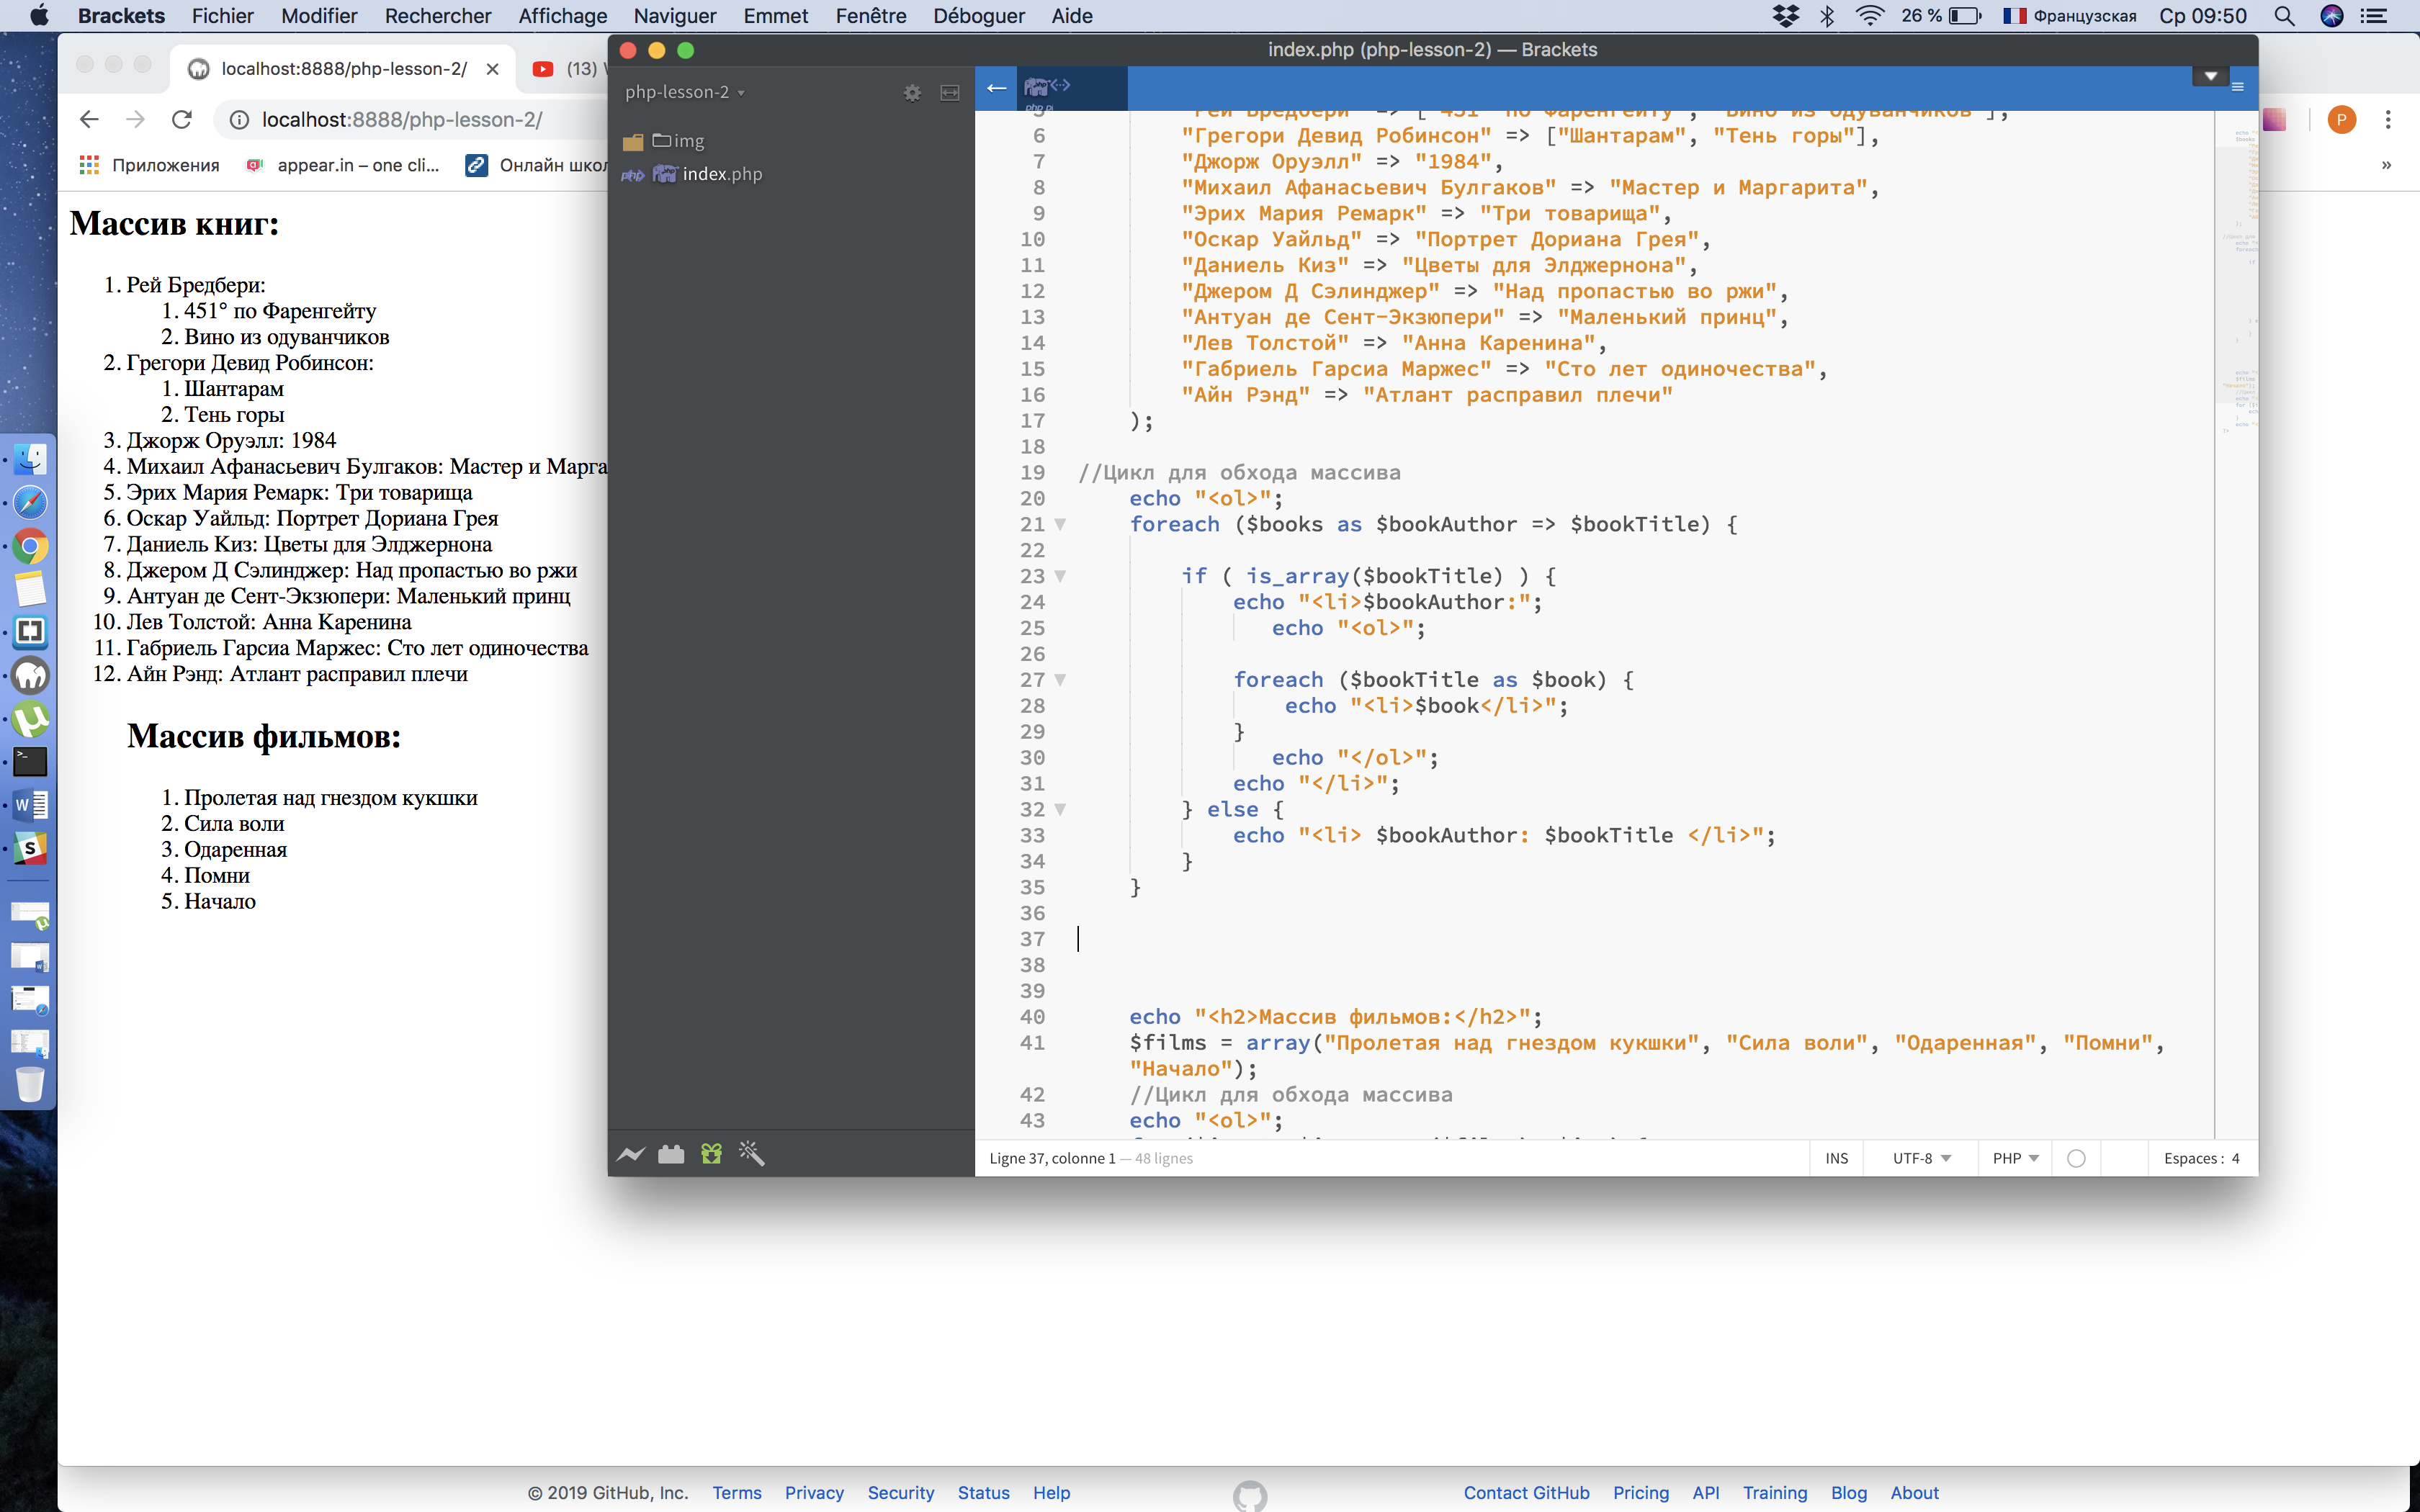 Brackets Fichier Modifier Rechercher Affichage Naviguer Emmet Fenêtre Déboguer Aide 26 % Французская Ср 09:50
localhost:8888/php-lesson-2/ (13)
localhost:8888/php-lesson-2/
Приложения appear.in – one cli... Онлайн шко
P
»
Массив книг:
1. Рей Бредбери:
1. 451° по Фаренгейту
2. Вино из одуванчиков
2. Грегори Девид Робинсон:
1. Шантарам
2. Тень горы
3. Джорж Оруэлл: 1984
4. Михаил Афанасьевич Булгаков: Мастер и Марга
5. Эрих Мария Ремарк: Три товарища
6. Оскар Уайльд: Портрет Дориана Грея
7. Даниель Киз: Цветы для Элджернона
8. Джером Д Сэлинджер: Над пропастью во ржи
9. Антуан де Сент-Экзюпери: Маленький принц
10. Лев Толстой: Анна Каренина
11. Габриель Гарсиа Маржес: Сто лет одиночества
12. Айн Рэнд: Атлант расправил плечи
Массив фильмов:
1. Пролетая над гнездом кукшки
2. Сила воли
3. Одаренная
4. Помни
5. Начало
index.php (php-lesson-2) — Brackets
php-lesson-2
img
php index.php
5 "Рей Бредбери" => ["451° по Фаренгейту", "Вино из одуванчиков"],
6 "Грегори Девид Робинсон" => ["Шантарам", "Тень горы"],
7 "Джорж Оруэлл" => "1984",
8 "Михаил Афанасьевич Булгаков" => "Мастер и Маргарита",
9 "Эрих Мария Ремарк" => "Три товарища",
10 "Оскар Уайльд" => "Портрет Дориана Грея",
11 "Даниель Киз" => "Цветы для Элджернона",
12 "Джером Д Сэлинджер" => "Над пропастью во ржи",
13 "Антуан де Сент-Экзюпери" => "Маленький принц",
14 "Лев Толстой" => "Анна Каренина",
15 "Габриель Гарсиа Маржес" => "Сто лет одиночества",
16 "Айн Рэнд" => "Атлант расправил плечи"
17 );
18
19 //Цикл для обхода массива
20 echo "<ol>";
21 foreach ($books as $bookAuthor => $bookTitle) {
22
23 if ( is_array($bookTitle) ) {
24 echo "<li>$bookAuthor:";
25 echo "<ol>";
26
27 foreach ($bookTitle as $book) {
28 echo "<li>$book</li>";
29 }
30 echo "</ol>";
31 echo "</li>";
32 } else {
33 echo "<li> $bookAuthor: $bookTitle </li>";
34 }
35 }
36
37
38
39
40 echo "<h2>Массив фильмов:</h2>";
41 $films = array("Пролетая над гнездом кукшки", "Сила воли", "Одаренная", "Помни",
"Начало");
42 //Цикл для обхода массива
43 echo "<ol>";
Ligne 37, colonne 1 — 48 lignes INS UTF-8 PHP Espaces : 4
© 2019 GitHub, Inc. Terms Privacy Security Status Help Contact GitHub Pricing API Training Blog About